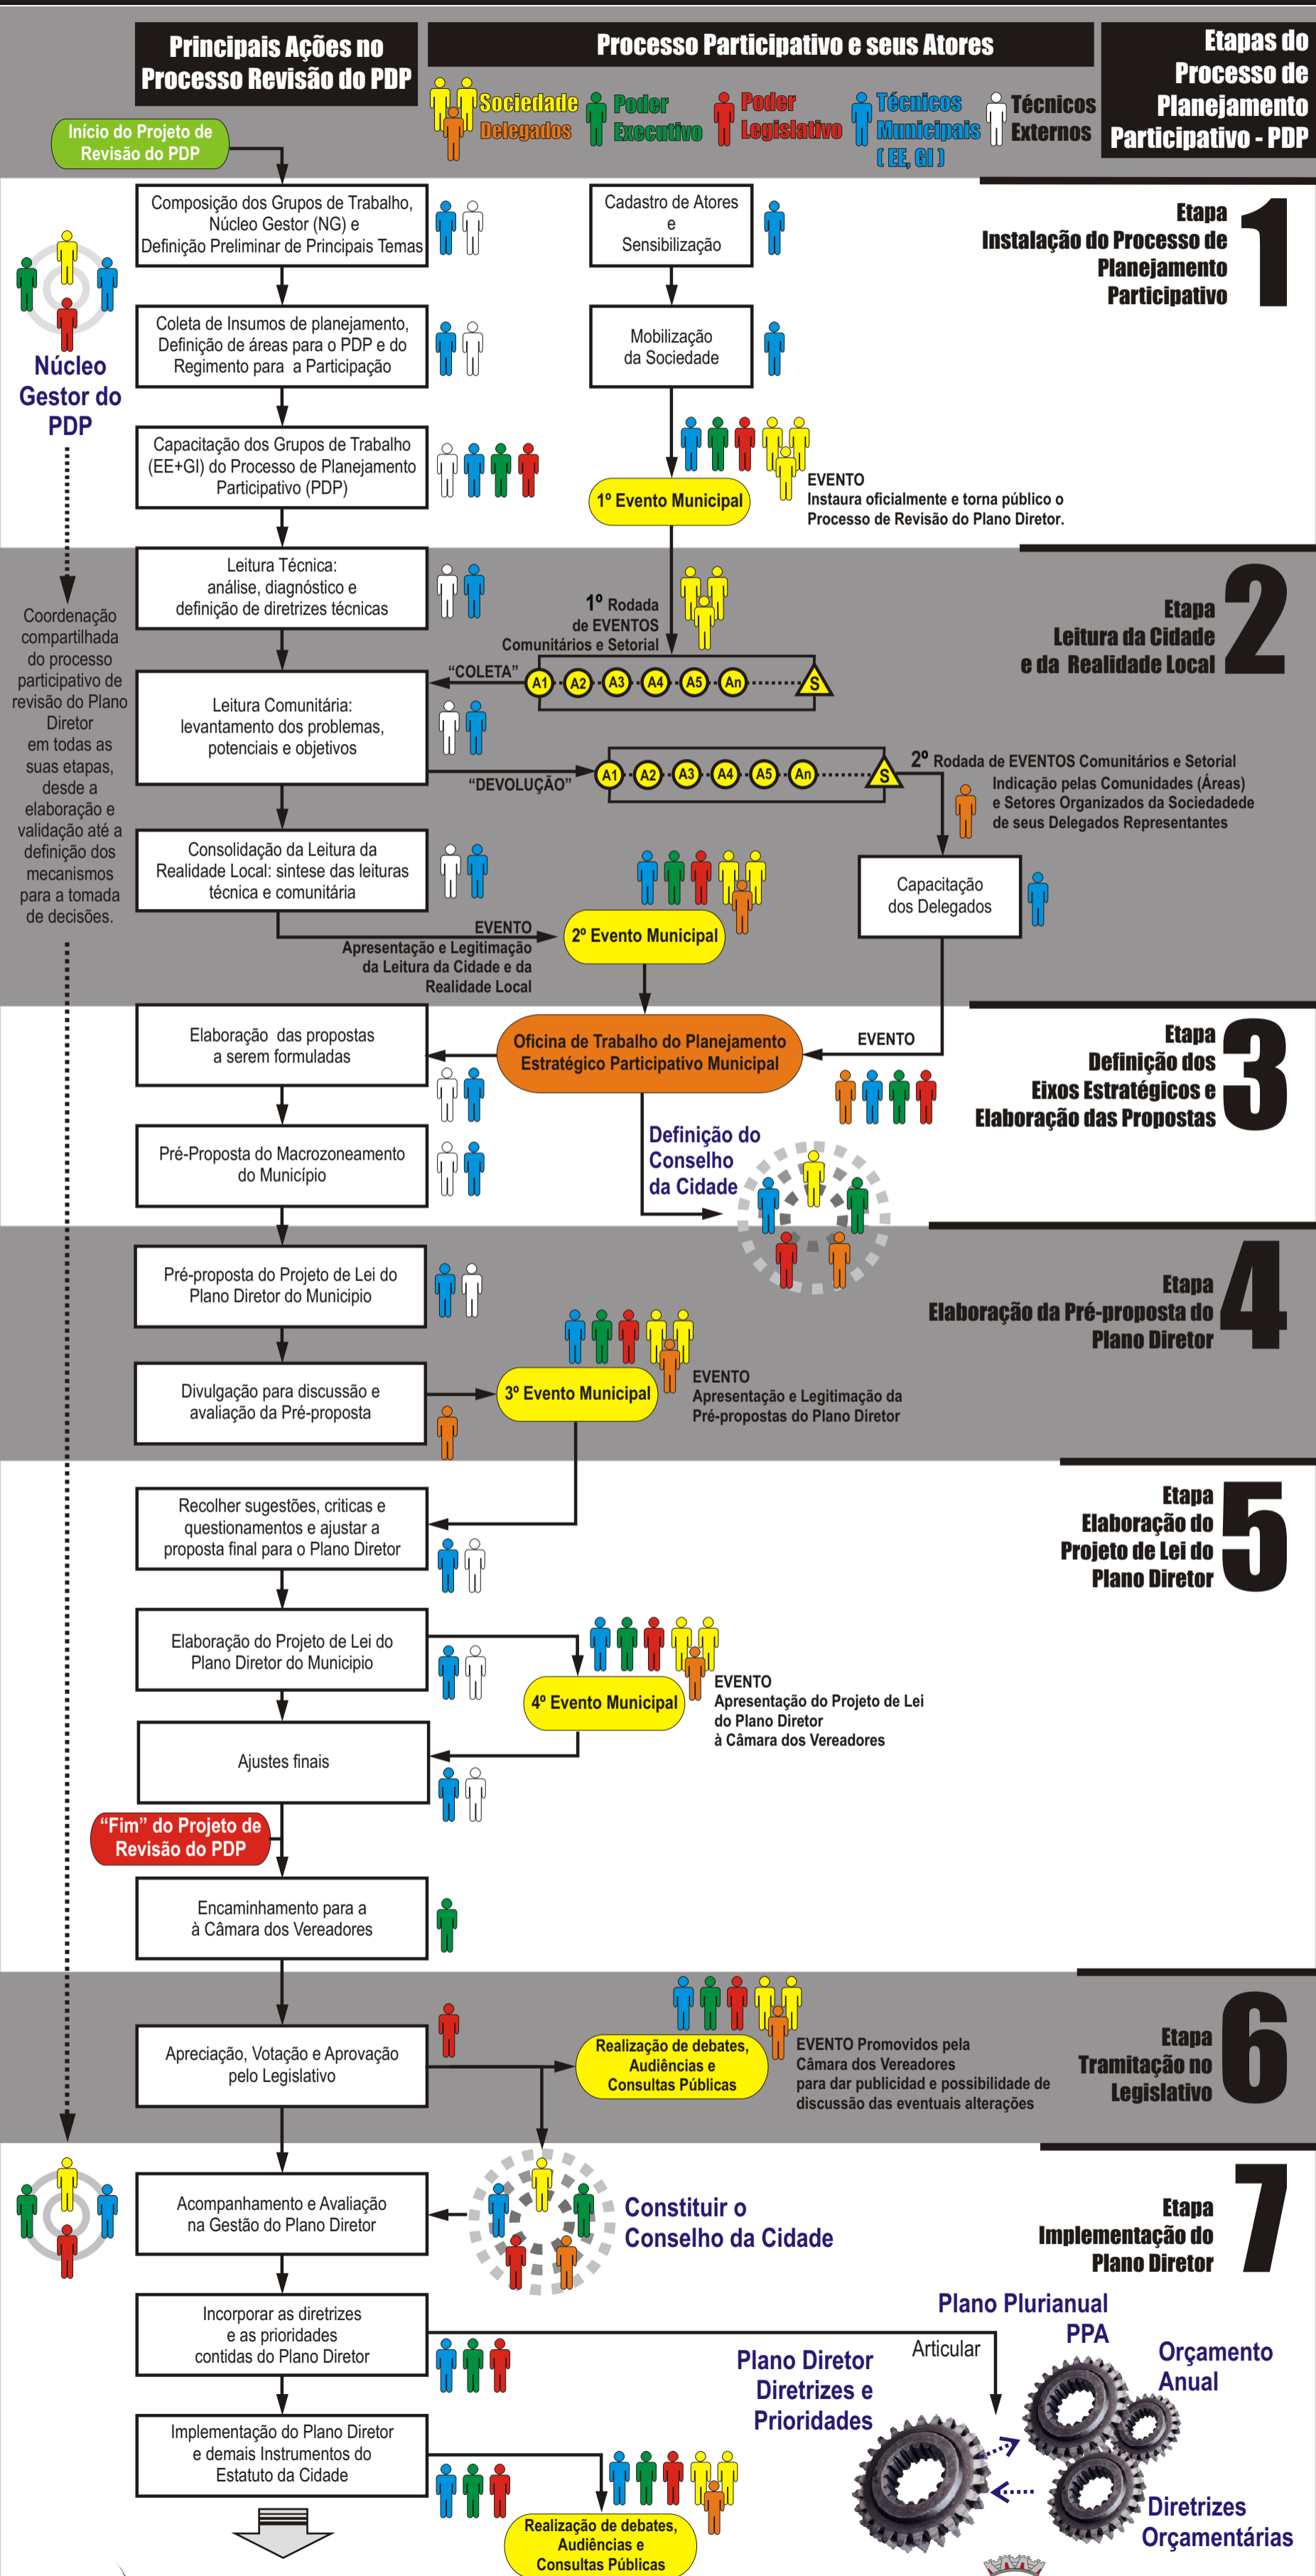 Principais Ações no
Processo Revisão do PDP
Processo Participativo e seus Atores
Etapas do
Processo de
Planejamento
Participativo - PDP
Sociedade
Delegados
Poder
Executivo
Poder
Legislativo
Técnicos
Municipais
( EE, GI )
Técnicos
Externos
Início do Projeto de
Revisão do PDP
Composição dos Grupos de Trabalho,
Núcleo Gestor (NG) e
Definição Preliminar de Principais Temas
Cadastro de Atores
e
Sensibilização
Etapa
Instalação do Processo de
Planejamento
Participativo
1
Núcleo
Gestor do
PDP
Coleta de Insumos de planejamento,
Definição de áreas para o PDP e do
Regimento para a Participação
Mobilização
da Sociedade
Capacitação dos Grupos de Trabalho
(EE+GI) do Processo de Planejamento
Participativo (PDP)
1º Evento Municipal
EVENTO
Instaura oficialmente e torna público o
Processo de Revisão do Plano Diretor.
Leitura Técnica:
análise, diagnóstico e
definição de diretrizes técnicas
1º Rodada
de EVENTOS
Comunitários e Setorial
Etapa
Leitura da Cidade
e da Realidade Local
2
Coordenação
compartilhada
do processo
participativo de
revisão do Plano
Diretor
em todas as
suas etapas,
desde a
elaboração e
validação até a
definição dos
mecanismos
para a tomada
de decisões.
“COLETA”
A1 A2 A3 A4 A5 An S
Leitura Comunitária:
levantamento dos problemas,
potenciais e objetivos
“DEVOLUÇÃO”
A1 A2 A3 A4 A5 An S
2º Rodada de EVENTOS Comunitários e Setorial
Indicação pelas Comunidades (Áreas)
e Setores Organizados da Sociedadede
de seus Delegados Representantes
Consolidação da Leitura da
Realidade Local: sintese das leituras
técnica e comunitária
Capacitação
dos Delegados
EVENTO
Apresentação e Legitimação
da Leitura da Cidade e da
Realidade Local
2º Evento Municipal
Elaboração das propostas
a serem formuladas
Oficina de Trabalho do Planejamento
Estratégico Participativo Municipal
EVENTO
Etapa
Definição dos
Eixos Estratégicos e
Elaboração das Propostas
3
Pré-Proposta do Macrozoneamento
do Município
Definição do
Conselho
da Cidade
Pré-proposta do Projeto de Lei do
Plano Diretor do Municipio
Etapa
Elaboração da Pré-proposta do
Plano Diretor
4
Divulgação para discussão e
avaliação da Pré-proposta
3º Evento Municipal
EVENTO
Apresentação e Legitimação da
Pré-propostas do Plano Diretor
Recolher sugestões, criticas e
questionamentos e ajustar a
proposta final para o Plano Diretor
Etapa
Elaboração do
Projeto de Lei do
Plano Diretor
5
Elaboração do Projeto de Lei do
Plano Diretor do Municipio
4º Evento Municipal
EVENTO
Apresentação do Projeto de Lei
do Plano Diretor
à Câmara dos Vereadores
Ajustes finais
“Fim” do Projeto de
Revisão do PDP
Encaminhamento para a
à Câmara dos Vereadores
Apreciação, Votação e Aprovação
pelo Legislativo
Realização de debates,
Audiências e
Consultas Públicas
EVENTO Promovidos pela
Câmara dos Vereadores
para dar publicidad e possibilidade de
discussão das eventuais alterações
Etapa
Tramitação no
Legislativo
6
Acompanhamento e Avaliação
na Gestão do Plano Diretor
Constituir o
Conselho da Cidade
Etapa
Implementação do
Plano Diretor
7
Incorporar as diretrizes
e as prioridades
contidas do Plano Diretor
Articular
Plano Diretor
Diretrizes e
Prioridades
Plano Plurianual
PPA
Orçamento
Anual
Diretrizes
Orçamentárias
Implementação do Plano Diretor
e demais Instrumentos do
Estatuto da Cidade
Realização de debates,
Audiências e
Consultas Públicas